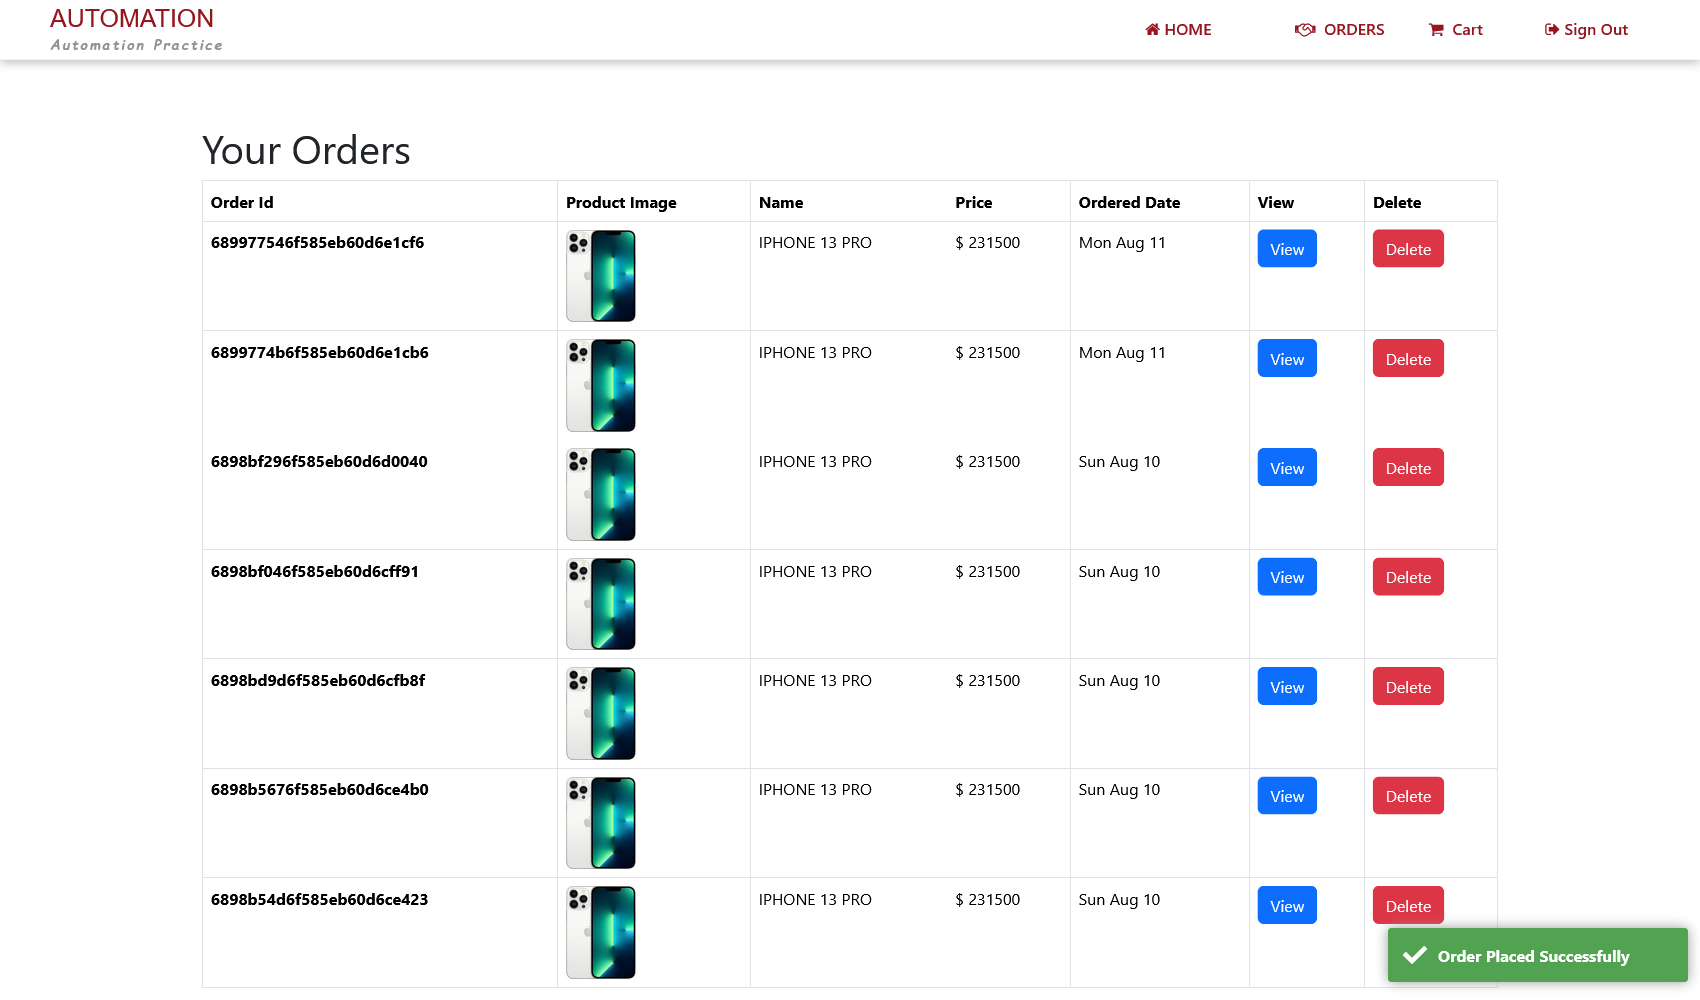 AUTOMATION
Automation Practice
HOME ORDERS Cart Sign Out
Your Orders
Order Id Product Image Name Price Ordered Date View Delete
689977546f585eb60d6e1cf6 IPHONE 13 PRO $ 231500 Mon Aug 11 View Delete
6899774b6f585eb60d6e1cb6 IPHONE 13 PRO $ 231500 Mon Aug 11 View Delete
6898bf296f585eb60d6d0040 IPHONE 13 PRO $ 231500 Sun Aug 10 View Delete
6898bf046f585eb60d6cff91 IPHONE 13 PRO $ 231500 Sun Aug 10 View Delete
6898bd9d6f585eb60d6cfb8f IPHONE 13 PRO $ 231500 Sun Aug 10 View Delete
6898b5676f585eb60d6ce4b0 IPHONE 13 PRO $ 231500 Sun Aug 10 View Delete
6898b54d6f585eb60d6ce423 IPHONE 13 PRO $ 231500 Sun Aug 10 View Delete
Order Placed Successfully